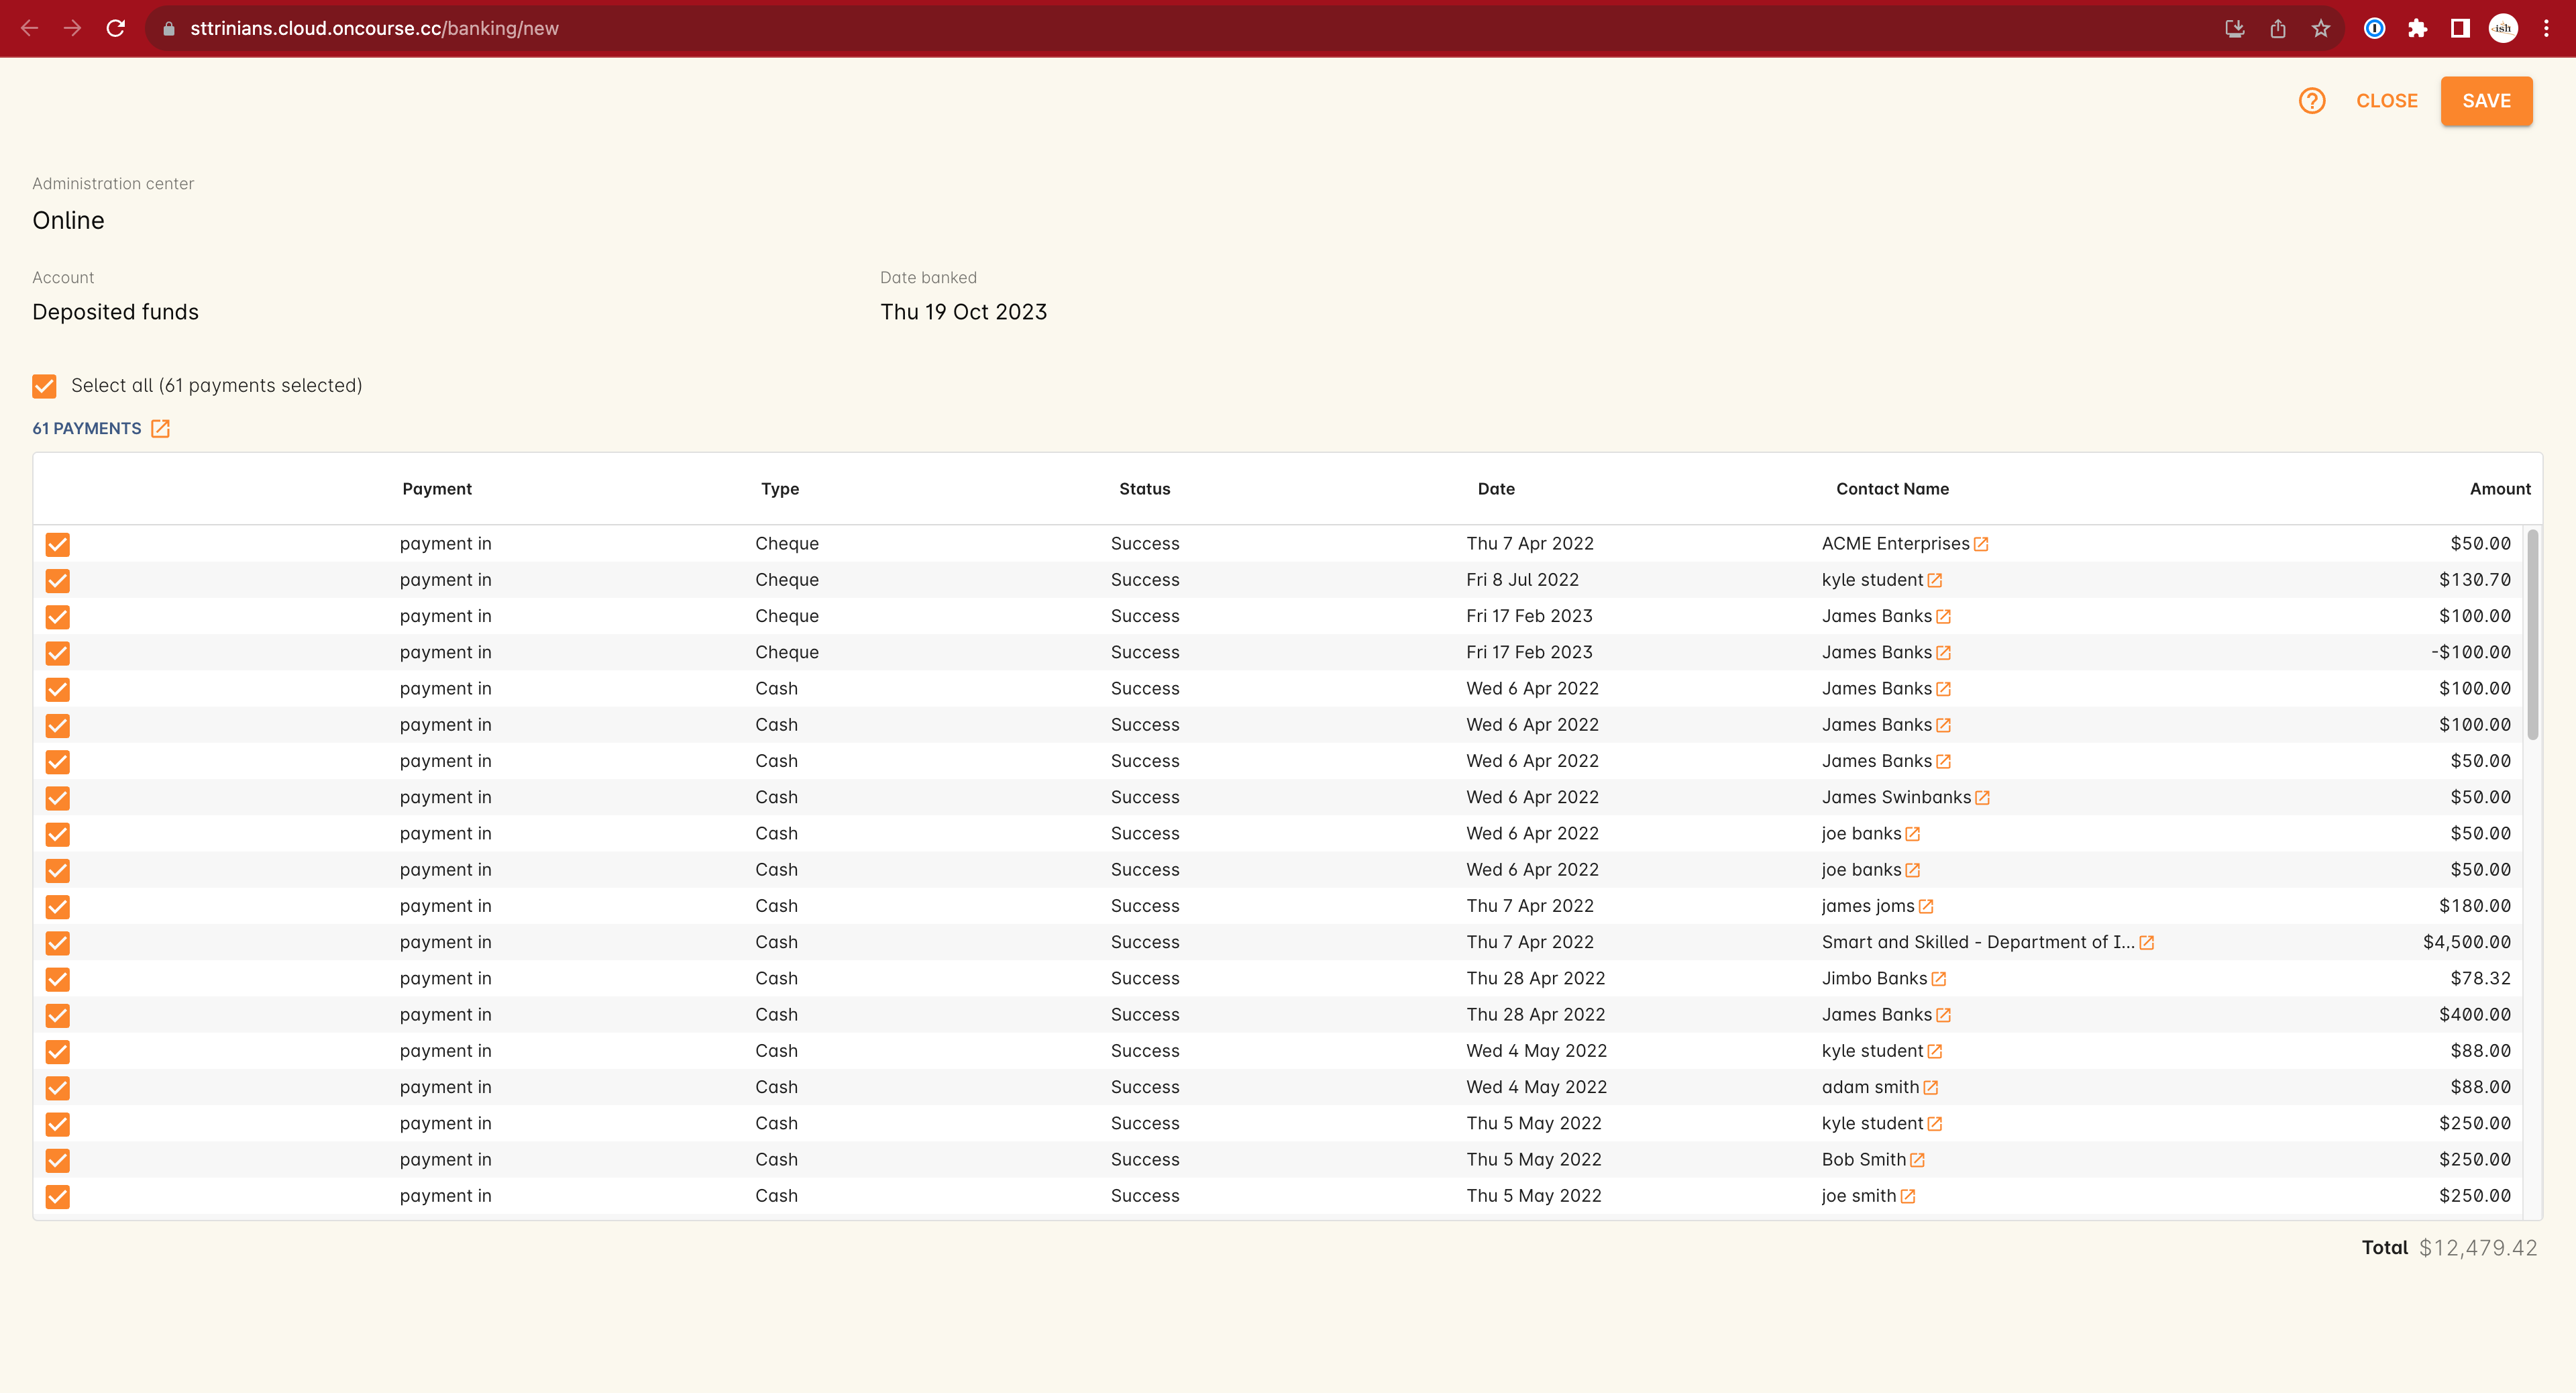 sttrinians.cloud.oncourse.cc/banking/new
ish
? CLOSE SAVE
Administration center
Online
Account Date banked
Deposited funds Thu 19 Oct 2023
Select all (61 payments selected)
61 PAYMENTS
Payment Type Status Date Contact Name Amount
payment in Cheque Success Thu 7 Apr 2022 ACME Enterprises $50.00
payment in Cheque Success Fri 8 Jul 2022 kyle student $130.70
payment in Cheque Success Fri 17 Feb 2023 James Banks $100.00
payment in Cheque Success Fri 17 Feb 2023 James Banks -$100.00
payment in Cash Success Wed 6 Apr 2022 James Banks $100.00
payment in Cash Success Wed 6 Apr 2022 James Banks $100.00
payment in Cash Success Wed 6 Apr 2022 James Banks $50.00
payment in Cash Success Wed 6 Apr 2022 James Swinbanks $50.00
payment in Cash Success Wed 6 Apr 2022 joe banks $50.00
payment in Cash Success Wed 6 Apr 2022 joe banks $50.00
payment in Cash Success Thu 7 Apr 2022 james joms $180.00
payment in Cash Success Thu 7 Apr 2022 Smart and Skilled - Department of I... $4,500.00
payment in Cash Success Thu 28 Apr 2022 Jimbo Banks $78.32
payment in Cash Success Thu 28 Apr 2022 James Banks $400.00
payment in Cash Success Wed 4 May 2022 kyle student $88.00
payment in Cash Success Wed 4 May 2022 adam smith $88.00
payment in Cash Success Thu 5 May 2022 kyle student $250.00
payment in Cash Success Thu 5 May 2022 Bob Smith $250.00
payment in Cash Success Thu 5 May 2022 joe smith $250.00
Total $12,479.42